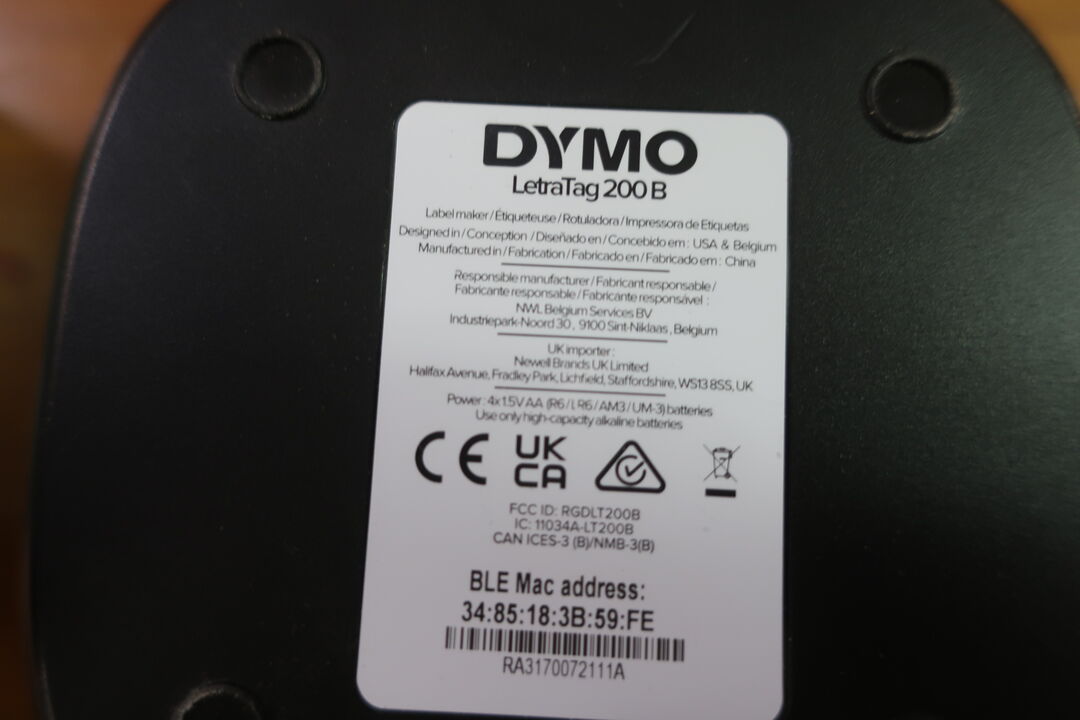 DYMO
LetraTag 200 B
Label maker / Étiqueteuse / Rotuladora / Impressora de Etiquetas
Designed in / Conception / Diseñado en / Concebido em : USA & Belgium
Manufactured in / Fabrication / Fabricado en / Fabricado em : China
Responsible manufacturer / Fabricant responsable /
Fabricante responsable / Fabricante responsável :
NWL Belgium Services BV
Industriepark-Noord 30 , 9100 Sint-Niklaas , Belgium
UK importer :
Newell Brands UK Limited
Halifax Avenue, Fradley Park, Lichfield, Staffordshire, WS13 8SS, UK
Power : 4x 1.5V AA (R6 / LR6 / AM3 / UM-3) batteries
Use only high-capacity alkaline batteries
CE UK
CA
FCC ID: RGDLT200B
IC: 11034A-LT200B
CAN ICES-3 (B)/NMB-3(B)
BLE Mac address:
34:85:18:3B:59:FE
RA3170072111A